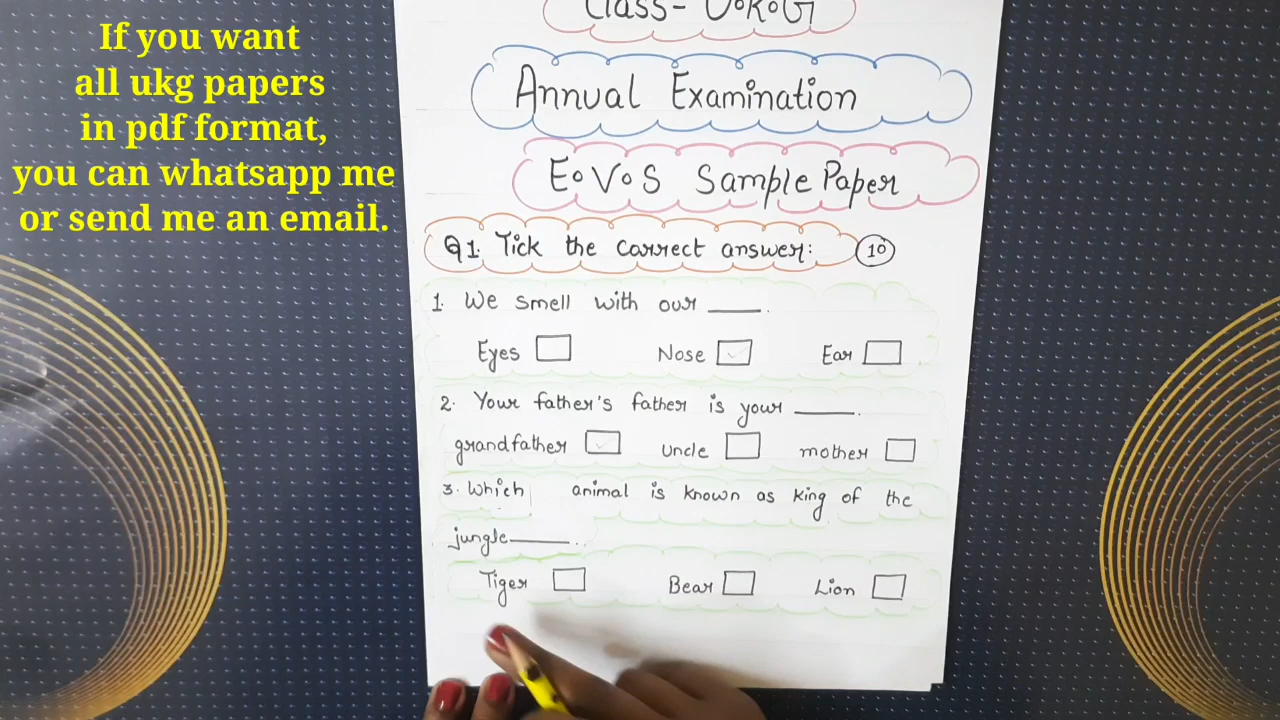 If you want
all ukg papers
in pdf format,
you can whatsapp me
or send me an email.
Class- U.K.G
Annual Examination
E.V.S Sample Paper
Q1. Tick the correct answer: 10
1. We smell with our ____.
Eyes Nose Ear
2. Your father's father is your ____.
grandfather uncle mother
3. Which animal is known as king of the
jungle____.
Tiger Bear Lion